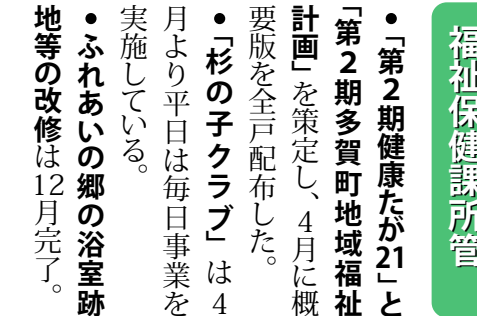 福祉保健課所管
●「第2期健康たが21」と
「第2期多賀町地域福祉
計画」を策定し、4月に概
要版を全戸配布した。
●「杉の子クラブ」は4
月より平日は毎日事業を
実施している。
●ふれあいの郷の浴室跡
地等の改修は12月完了。